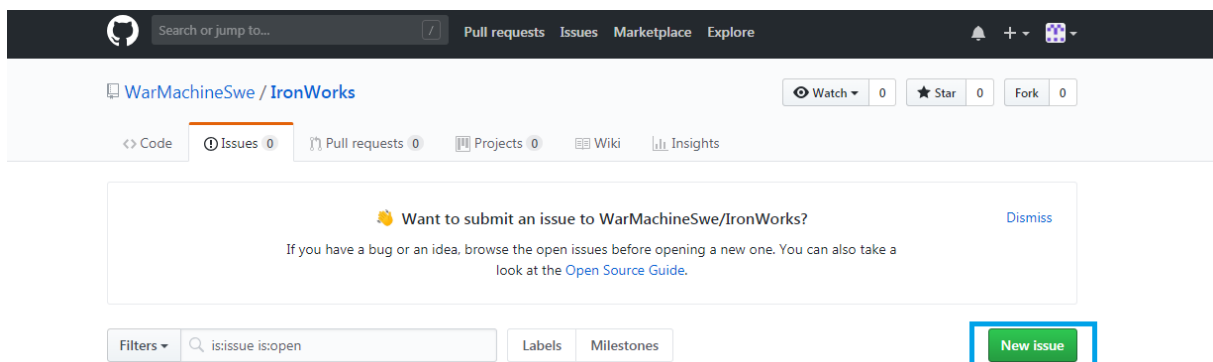 Search or jump to... / Pull requests Issues Marketplace Explore
WarMachineSwe / IronWorks Watch 0 Star 0 Fork 0
<> Code Issues 0 Pull requests 0 Projects 0 Wiki Insights
Want to submit an issue to WarMachineSwe/IronWorks? Dismiss
If you have a bug or an idea, browse the open issues before opening a new one. You can also take a
look at the Open Source Guide.
Filters is:issue is:open Labels Milestones New issue